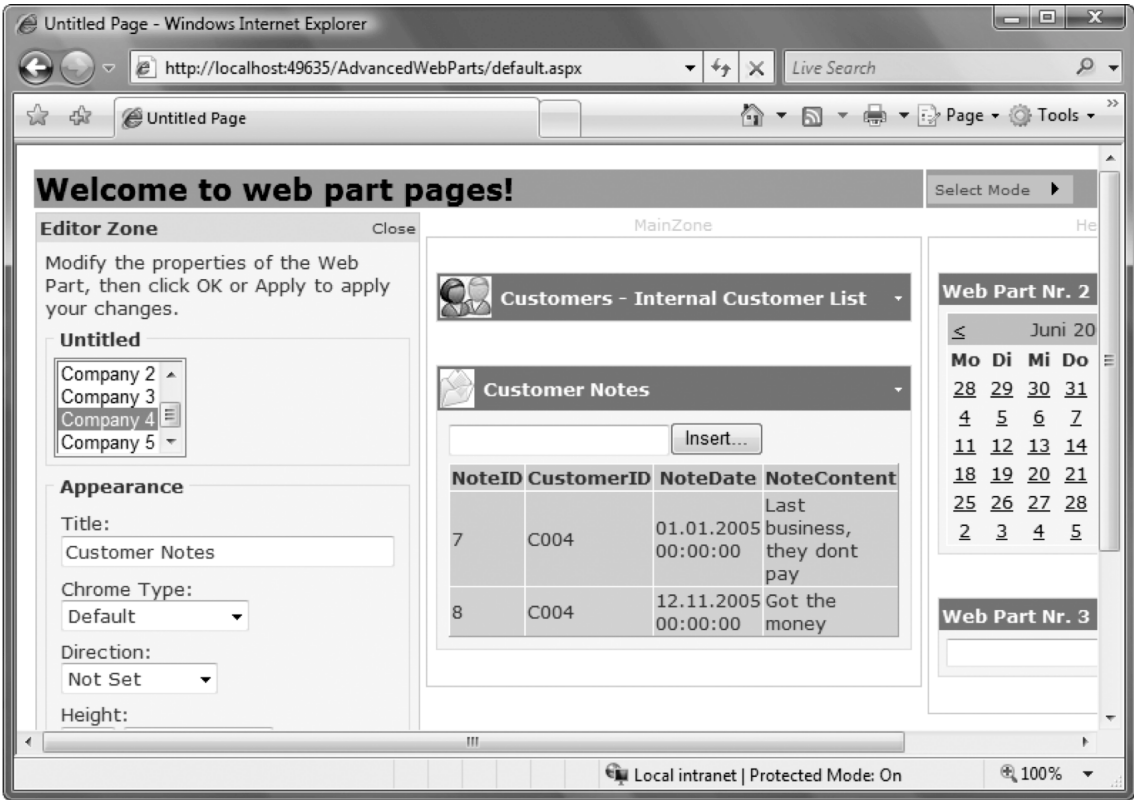 Untitled Page - Windows Internet Explorer
http://localhost:49635/AdvancedWebParts/default.aspx
Live Search
Untitled Page
Page
Tools
Welcome to web part pages!
Select Mode
Editor Zone
Close
Modify the properties of the Web
Part, then click OK or Apply to apply
your changes.
Untitled
Company 2
Company 3
Company 4
Company 5
Appearance
Title:
Customer Notes
Chrome Type:
Default
Direction:
Not Set
Height:
MainZone
Customers - Internal Customer List
Customer Notes
Insert...
NoteID CustomerID NoteDate NoteContent
7 C004 01.01.2005 00:00:00 Last business, they dont pay
8 C004 12.11.2005 00:00:00 Got the money
He
Web Part Nr. 2
< Juni 20
Mo Di Mi Do
28 29 30 31
4 5 6 7
11 12 13 14
18 19 20 21
25 26 27 28
2 3 4 5
Web Part Nr. 3
Local intranet | Protected Mode: On
100%